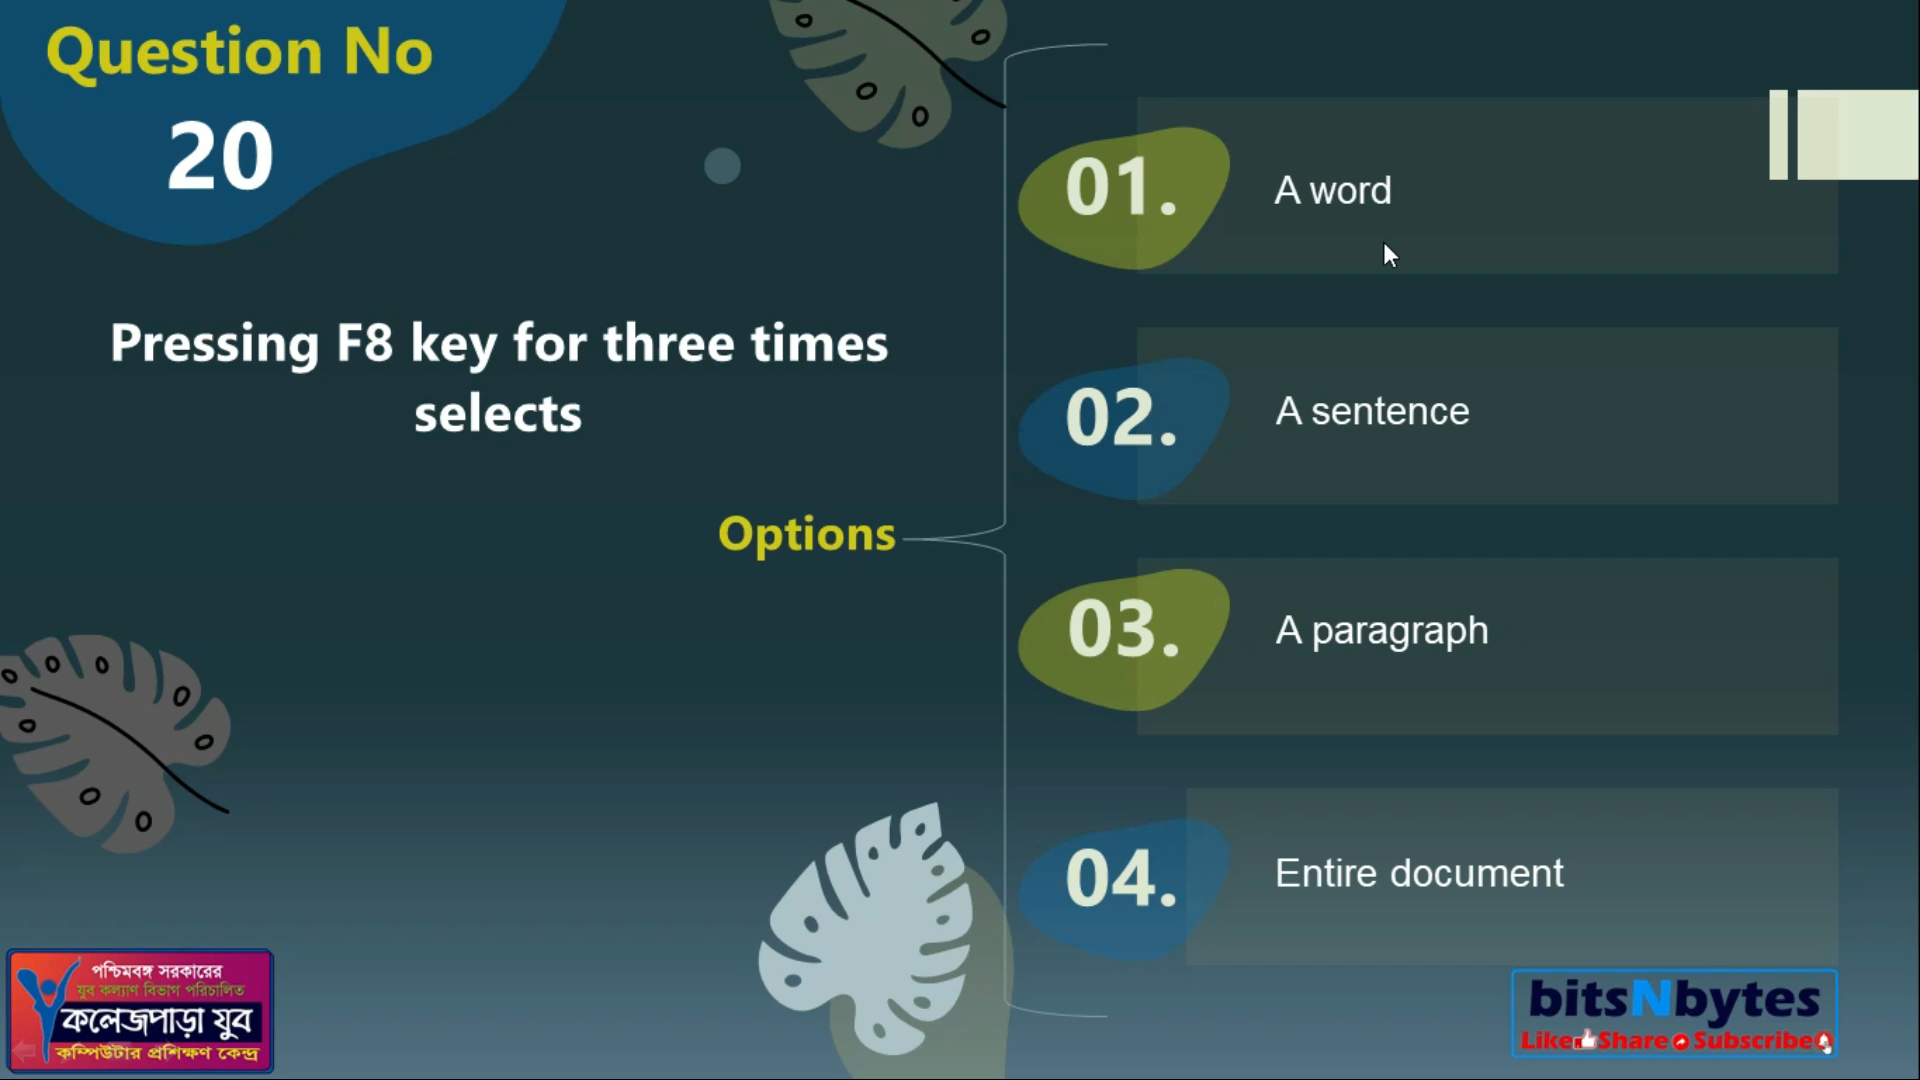 Question No
20
Pressing F8 key for three times
selects
Options
01.
A word
02.
A sentence
03.
A paragraph
04.
Entire document
পশ্চিমবঙ্গ সরকারের
যুব কল্যাণ বিভাগ পরিচালিত
কলেজপাড়া যুব
কম্পিউটার প্রশিক্ষণ কেন্দ্র
bitsNbytes
Like Share Subscribe